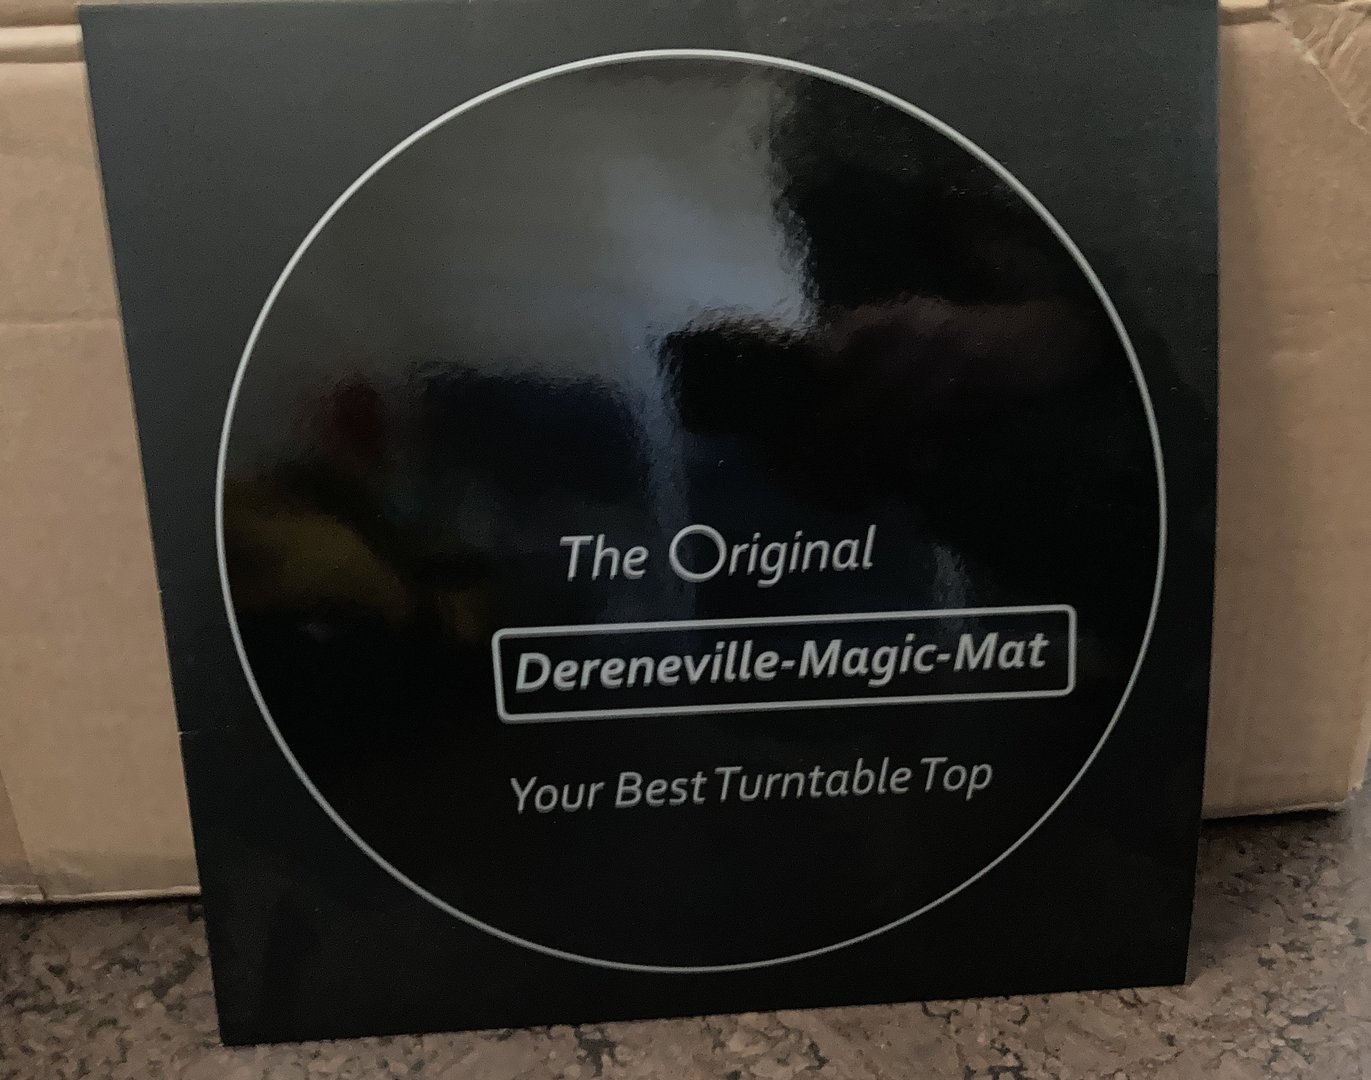 The Original
Dereneville-Magic-Mat
Your Best Turntable Top